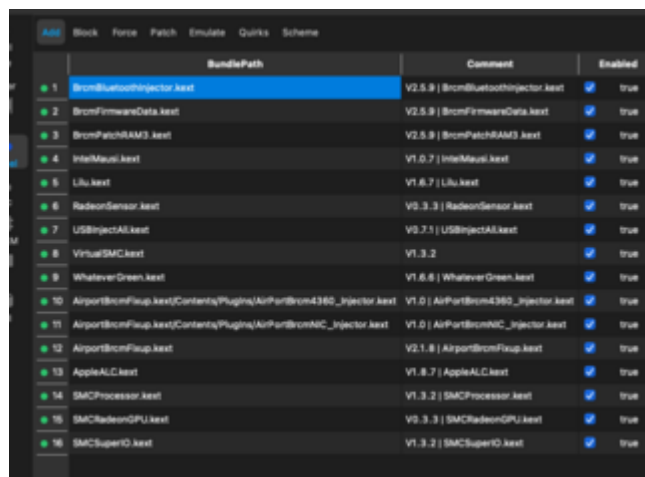 Add Block Force Patch Emulate Quirks Scheme
BundlePath Comment Enabled
1 BrcmBluetoothInjector.kext V2.5.9 | BrcmBluetoothInjector.kext true
2 BrcmFirmwareData.kext V2.5.9 | BrcmFirmwareData.kext true
3 BrcmPatchRAM3.kext V2.5.9 | BrcmPatchRAM3.kext true
4 IntelMausi.kext V1.0.7 | IntelMausi.kext true
5 Lilu.kext V1.6.7 | Lilu.kext true
6 RadeonSensor.kext V0.3.3 | RadeonSensor.kext true
7 USBInjectAll.kext V0.7.1 | USBInjectAll.kext true
8 VirtualSMC.kext V1.3.2 true
9 WhateverGreen.kext V1.6.6 | WhateverGreen.kext true
10 AirportBrcmFixup.kext/Contents/PlugIns/AirPortBrcm4360_Injector.kext V1.0 | AirPortBrcm4360_Injector.kext true
11 AirportBrcmFixup.kext/Contents/PlugIns/AirPortBrcmNIC_Injector.kext V1.0 | AirPortBrcmNIC_Injector.kext true
12 AirportBrcmFixup.kext V2.1.8 | AirportBrcmFixup.kext true
13 AppleALC.kext V1.8.7 | AppleALC.kext true
14 SMCProcessor.kext V1.3.2 | SMCProcessor.kext true
15 SMCRadeonGPU.kext V0.3.3 | SMCRadeonGPU.kext true
16 SMCSuperIO.kext V1.3.2 | SMCSuperIO.kext true